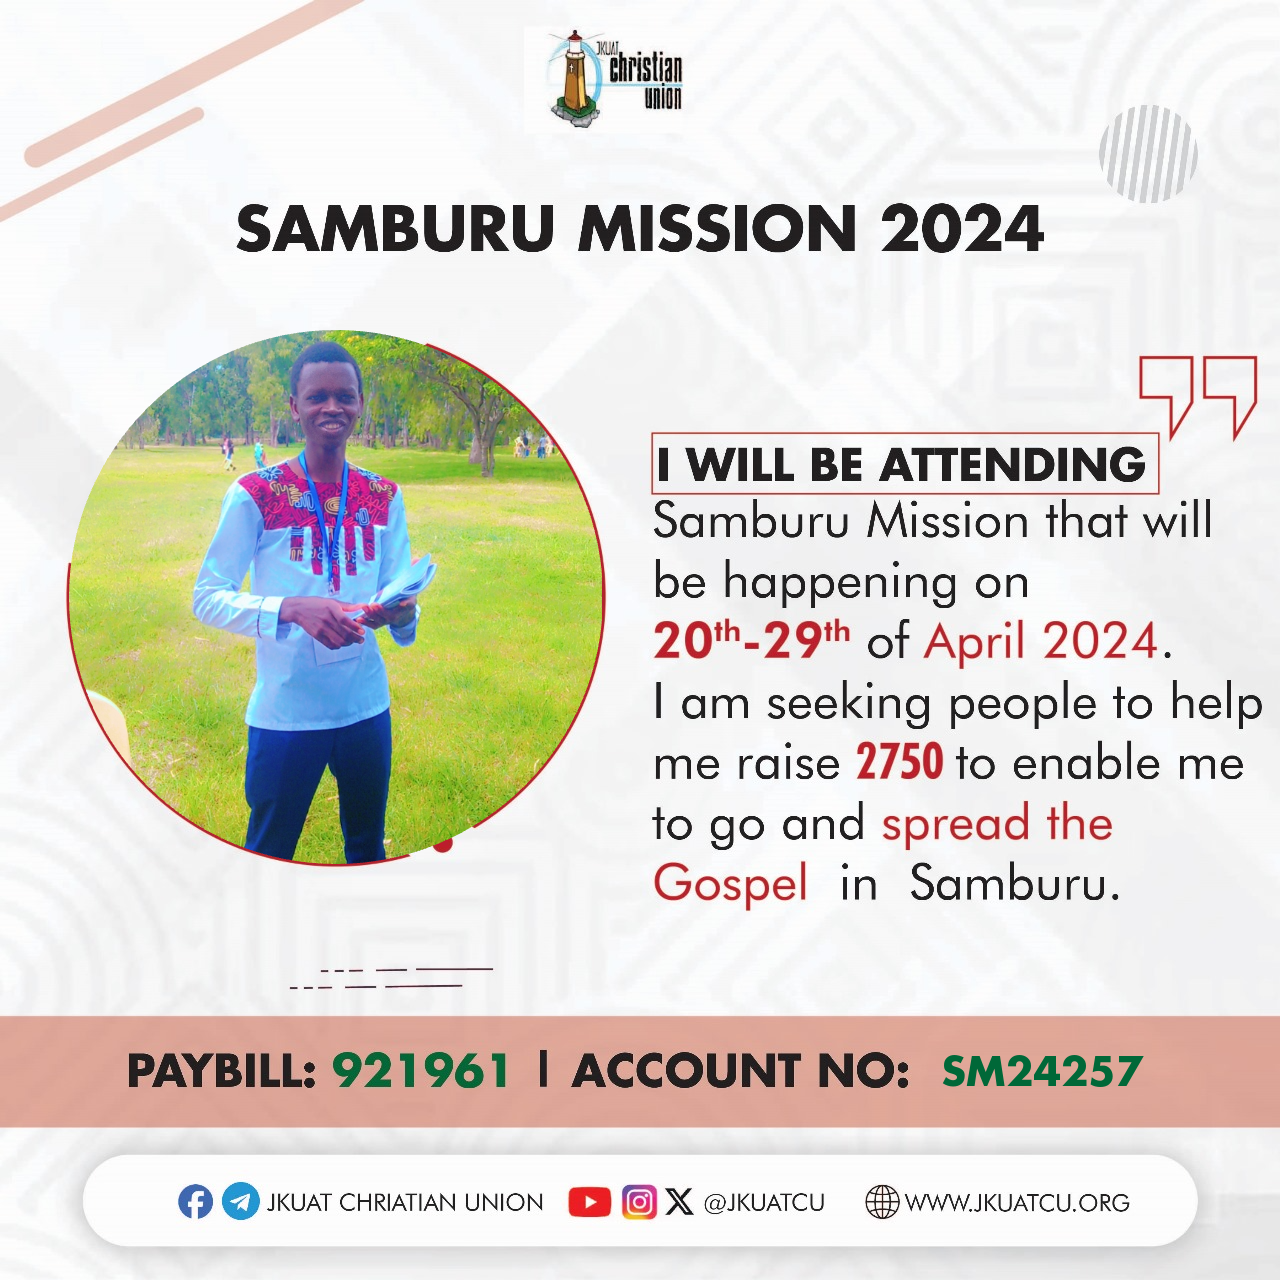 JKUAT
christian
union
SAMBURU MISSION 2024
I WILL BE ATTENDING
Samburu Mission that will
be happening on
20th-29th of April 2024.
I am seeking people to help
me raise 2750 to enable me
to go and spread the
Gospel in Samburu.
PAYBILL: 921961 | ACCOUNT NO: SM24257
JKUAT CHRIATIAN UNION @JKUATCU WWW.JKUATCU.ORG